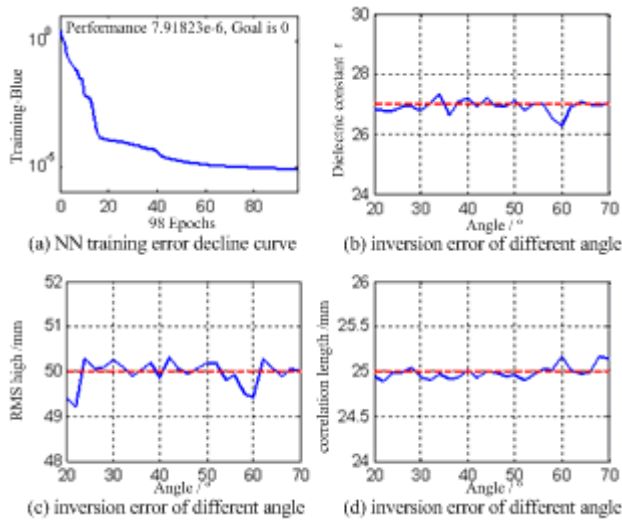 Performance 7.91823e-6, Goal is 0
10⁰
10⁻⁵
Training-Blue
0 20 40 60 80
98 Epochs
(a) NN training error decline curve
30
28
26
24
Dielectric constant ε
20 30 40 50 60 70
Angle / °
(b) inversion error of different angle
52
51
50
49
48
RMS high /mm
20 30 40 50 60 70
Angle / °
(c) inversion error of different angle
26
25.5
25
24.5
24
correlation length /mm
20 30 40 50 60 70
Angle / °
(d) inversion error of different angle